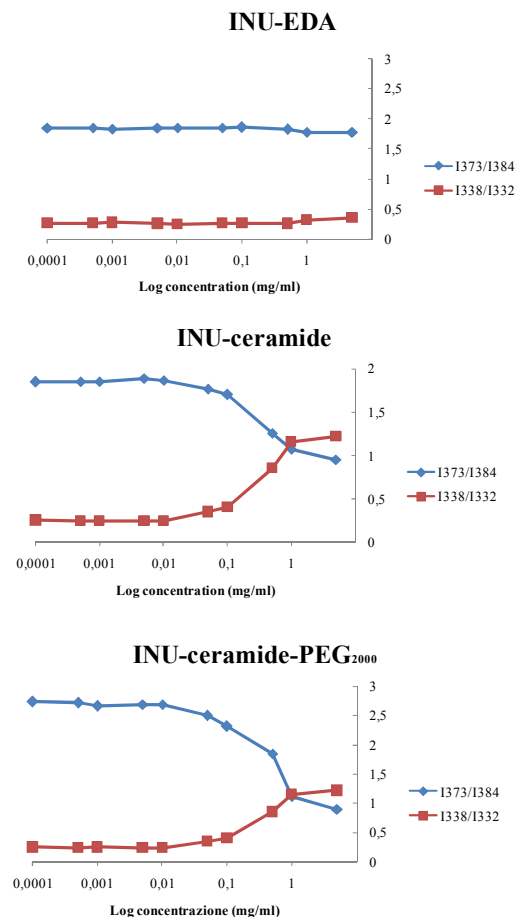 INU-EDA
3
2,5
2
1,5
1
0,5
0
I373/I384
I338/I332
0,0001 0,001 0,01 0,1 1
Log concentration (mg/ml)
INU-ceramide
2
1,5
1
0,5
0
I373/I384
I338/I332
0,0001 0,001 0,01 0,1 1
Log concentration (mg/ml)
INU-ceramide-PEG2000
3
2,5
2
1,5
1
0,5
0
I373/I384
I338/I332
0,0001 0,001 0,01 0,1 1
Log concentrazione (mg/ml)